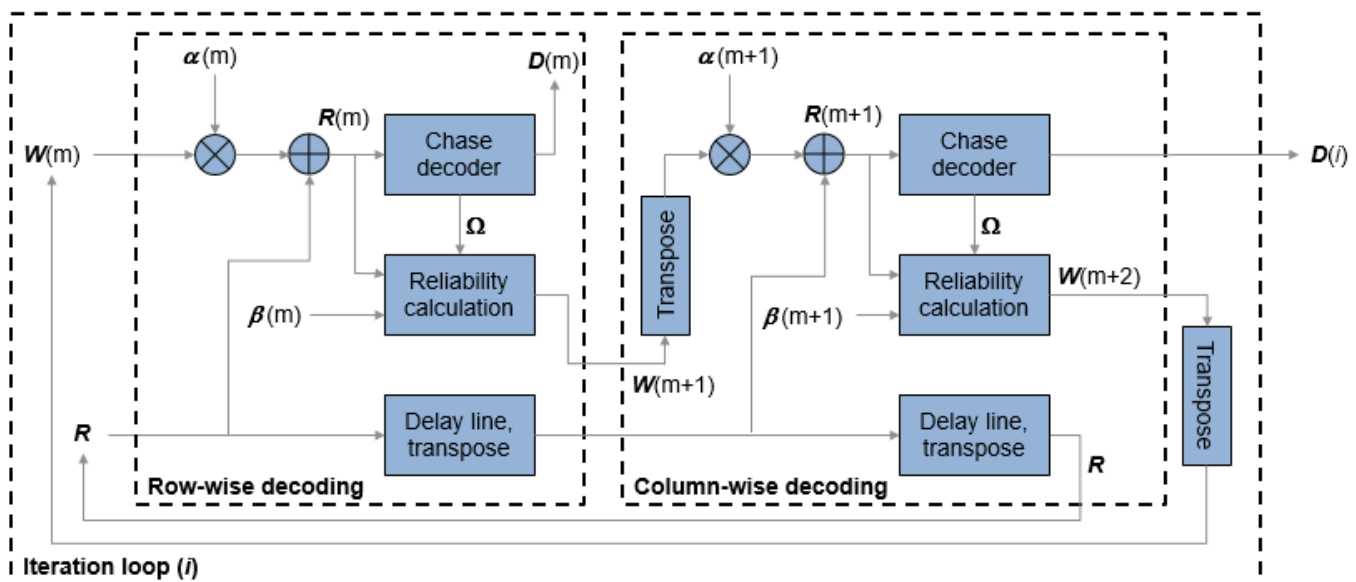 α(m)
D(m)
R(m)
W(m)
Chase
decoder
Ω
Reliability
calculation
β(m)
W(m+1)
R
Delay line,
transpose
Row-wise decoding
α(m+1)
R(m+1)
Transpose
Chase
decoder
D(i)
Ω
Reliability
calculation
W(m+2)
β(m+1)
Transpose
Delay line,
transpose
R
Column-wise decoding
Iteration loop (i)